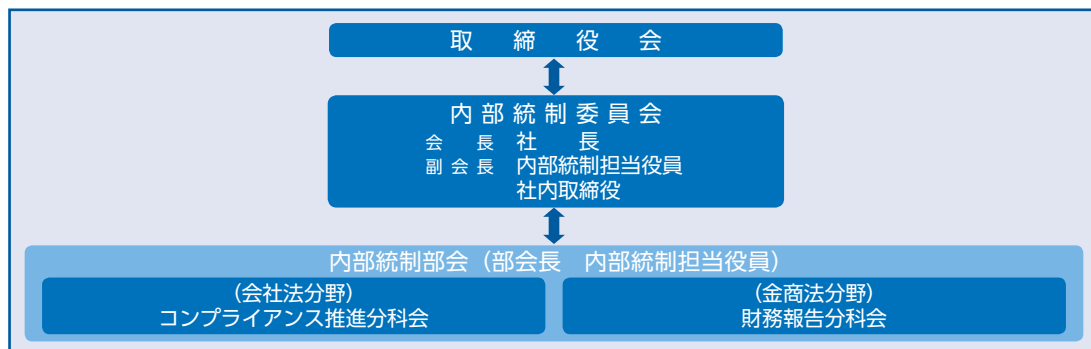 取締役会
内部統制委員会
会長 社長
副会長 内部統制担当役員
社内取締役
内部統制部会（部会長　内部統制担当役員）
（会社法分野）
コンプライアンス推進分科会
（金商法分野）
財務報告分科会